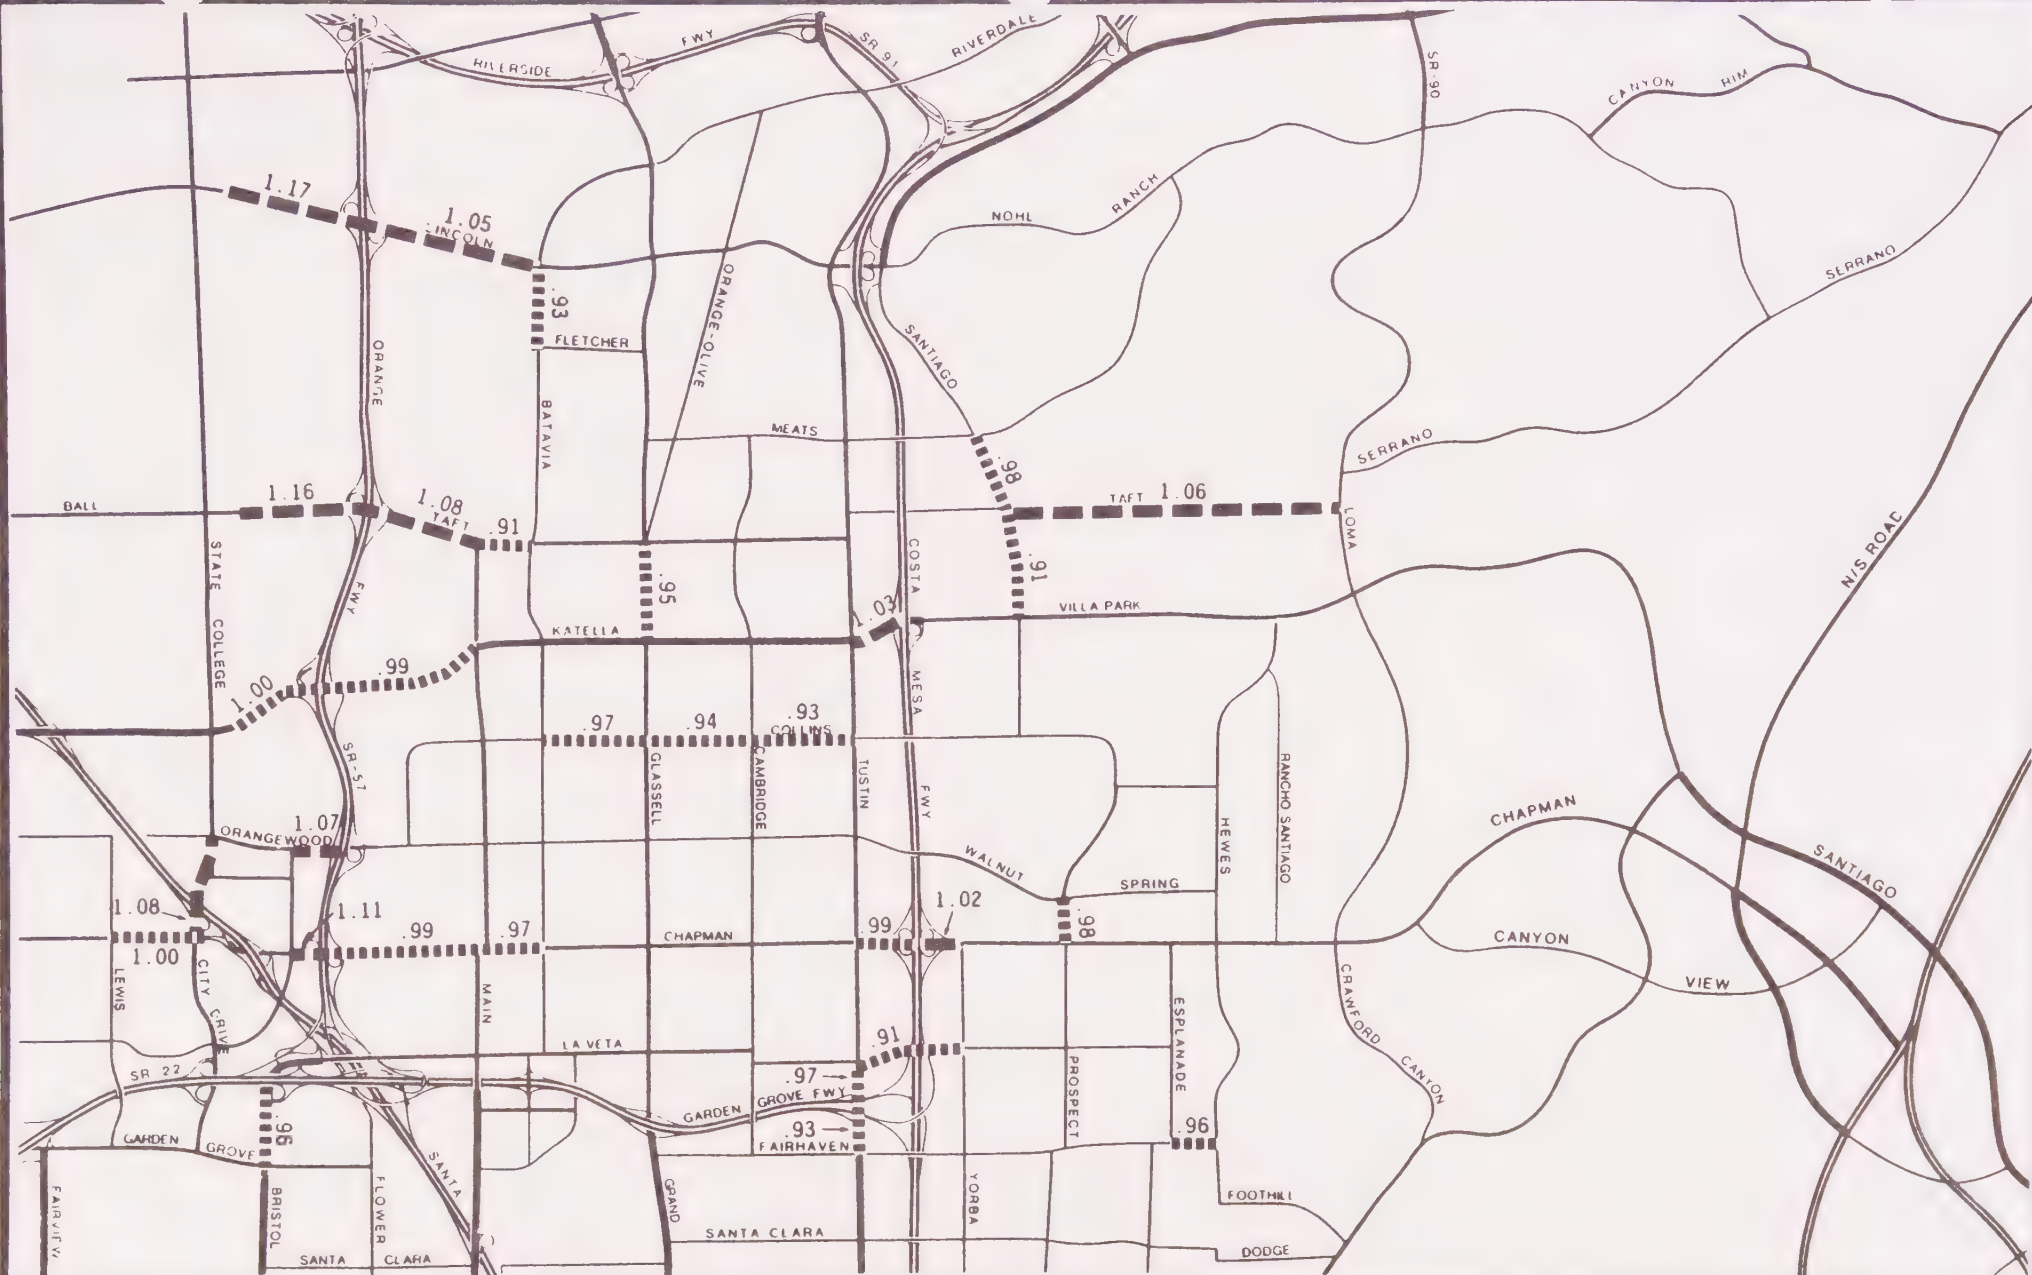 RIVERSIDE
FWY
SR 91
RIVERDALE
SR-90
CANYON RIM
1.17
1.05
LINCOLN
NOHL
RANCH
SERRANO
.93
FLETCHER
ORANGE-OLIVE
SANTIAGO
ORANGE
BATAVIA
MEATS
SERRANO
.98
BALL
1.16
1.08
TAFT
.91
TAFT 1.06
LOMA
N/S ROAD
STATE COLLEGE
FWY
.95
COSTA
.91
1.03
KATELLA
VILLA PARK
.99
1.00
MESA
.97
.94
.93
COLLINS
SR-57
GLASSELL
CAMBRIDGE
TUSTIN
FWY
RANCHO SANTIAGO
HEWES
CHAPMAN
SANTIAGO
1.07
ORANGEWOOD
WALNUT
SPRING
1.08
1.11
.99
.97
CHAPMAN
.99
1.02
.98
CANYON
VIEW
1.00
LEWIS
CITY DRIVE
MAIN
ESPLANADE
CRAWFORD CANYON
LA VETA
.91
.97
SR 22
GARDEN GROVE FWY
PROSPECT
.93
FAIRHAVEN
.96
.96
GARDEN GROVE
SANTA
FAIRVIEW
BRISTOL
FLOWER
GRAND
YORBA
FOOTHILL
SANTA CLARA
DODGE
SANTA CLARA